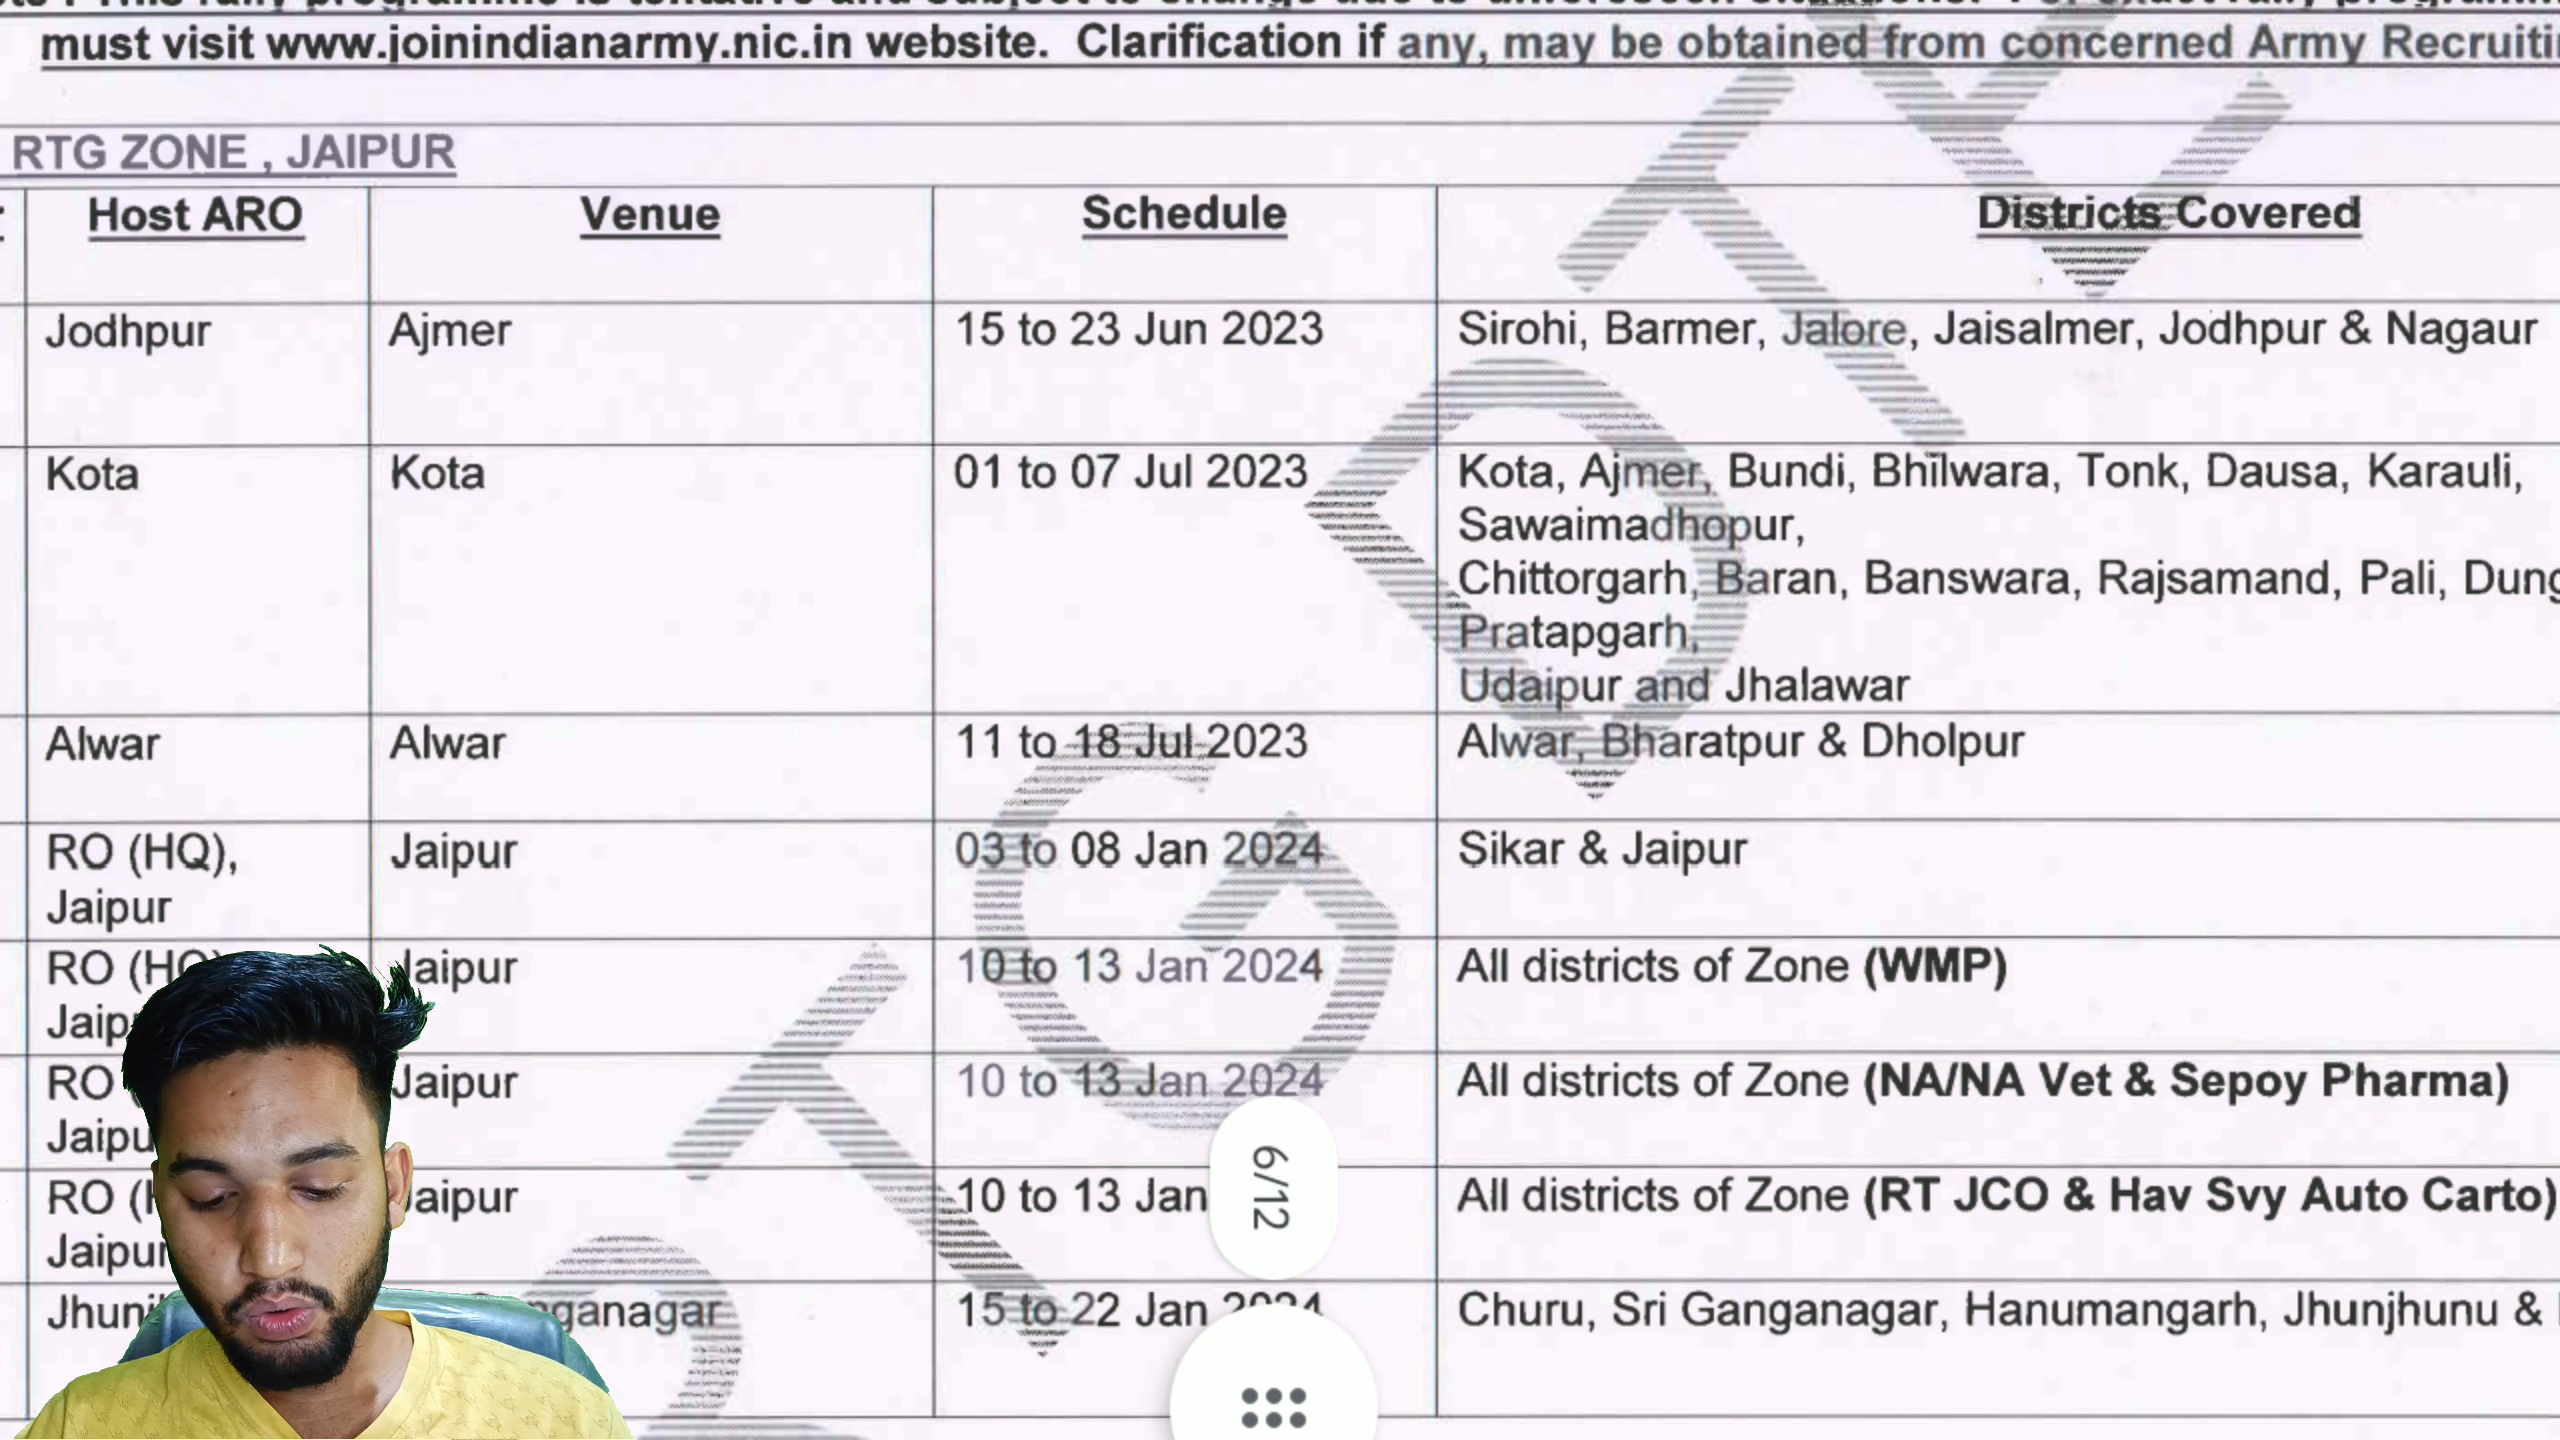 must visit www.joinindianarmy.nic.in website. Clarification if any, may be obtained from concerned Army
RTG ZONE , JAIPUR
Host ARO Venue Schedule Districts Covered
Jodhpur Ajmer 15 to 23 Jun 2023 Sirohi, Barmer, Jalore, Jaisalmer, Jodhpur & Nagaur
Kota Kota 01 to 07 Jul 2023 Kota, Ajmer, Bundi, Bhilwara, Tonk, Dausa, Karauli,
Sawaimadhopur,
Chittorgarh, Baran, Banswara, Rajsamand, Pali,
Pratapgarh,
Udaipur and Jhalawar
Alwar Alwar 11 to 18 Jul 2023 Alwar, Bharatpur & Dholpur
RO (HQ), Jaipur 03 to 08 Jan 2024 Sikar & Jaipur
Jaipur
RO (HQ) Jaipur 10 to 13 Jan 2024 All districts of Zone (WMP)
RO Jaipur 10 to 13 Jan 2024 All districts of Zone (NA/NA Vet & Sepoy Pharma)
RO Jaipur 10 to 13 Jan All districts of Zone (RT JCO & Hav Svy Auto Carto)
Jaipur
15 to 22 Jan 2024 Churu, Sri Ganganagar, Hanumangarh, Jhunjhunu &
6/12